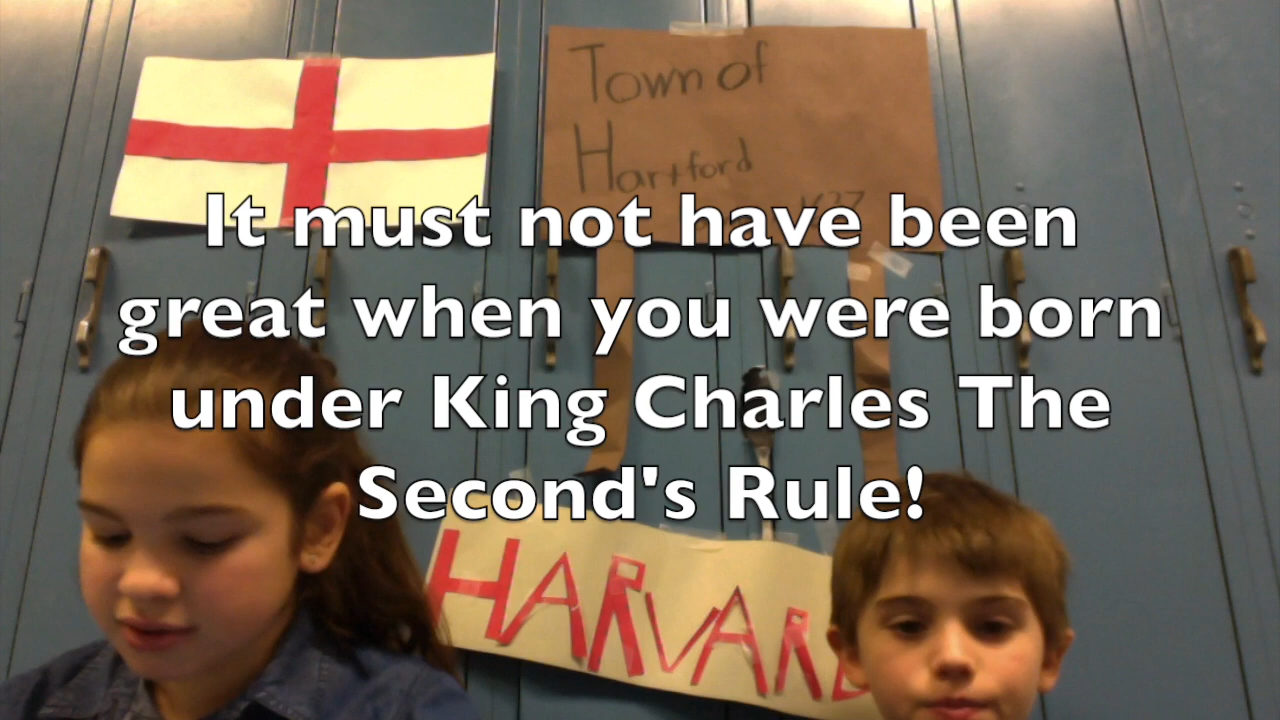 Town of
Hartford
It must not have been
great when you were born
under King Charles The
Second's Rule!
HARVARD